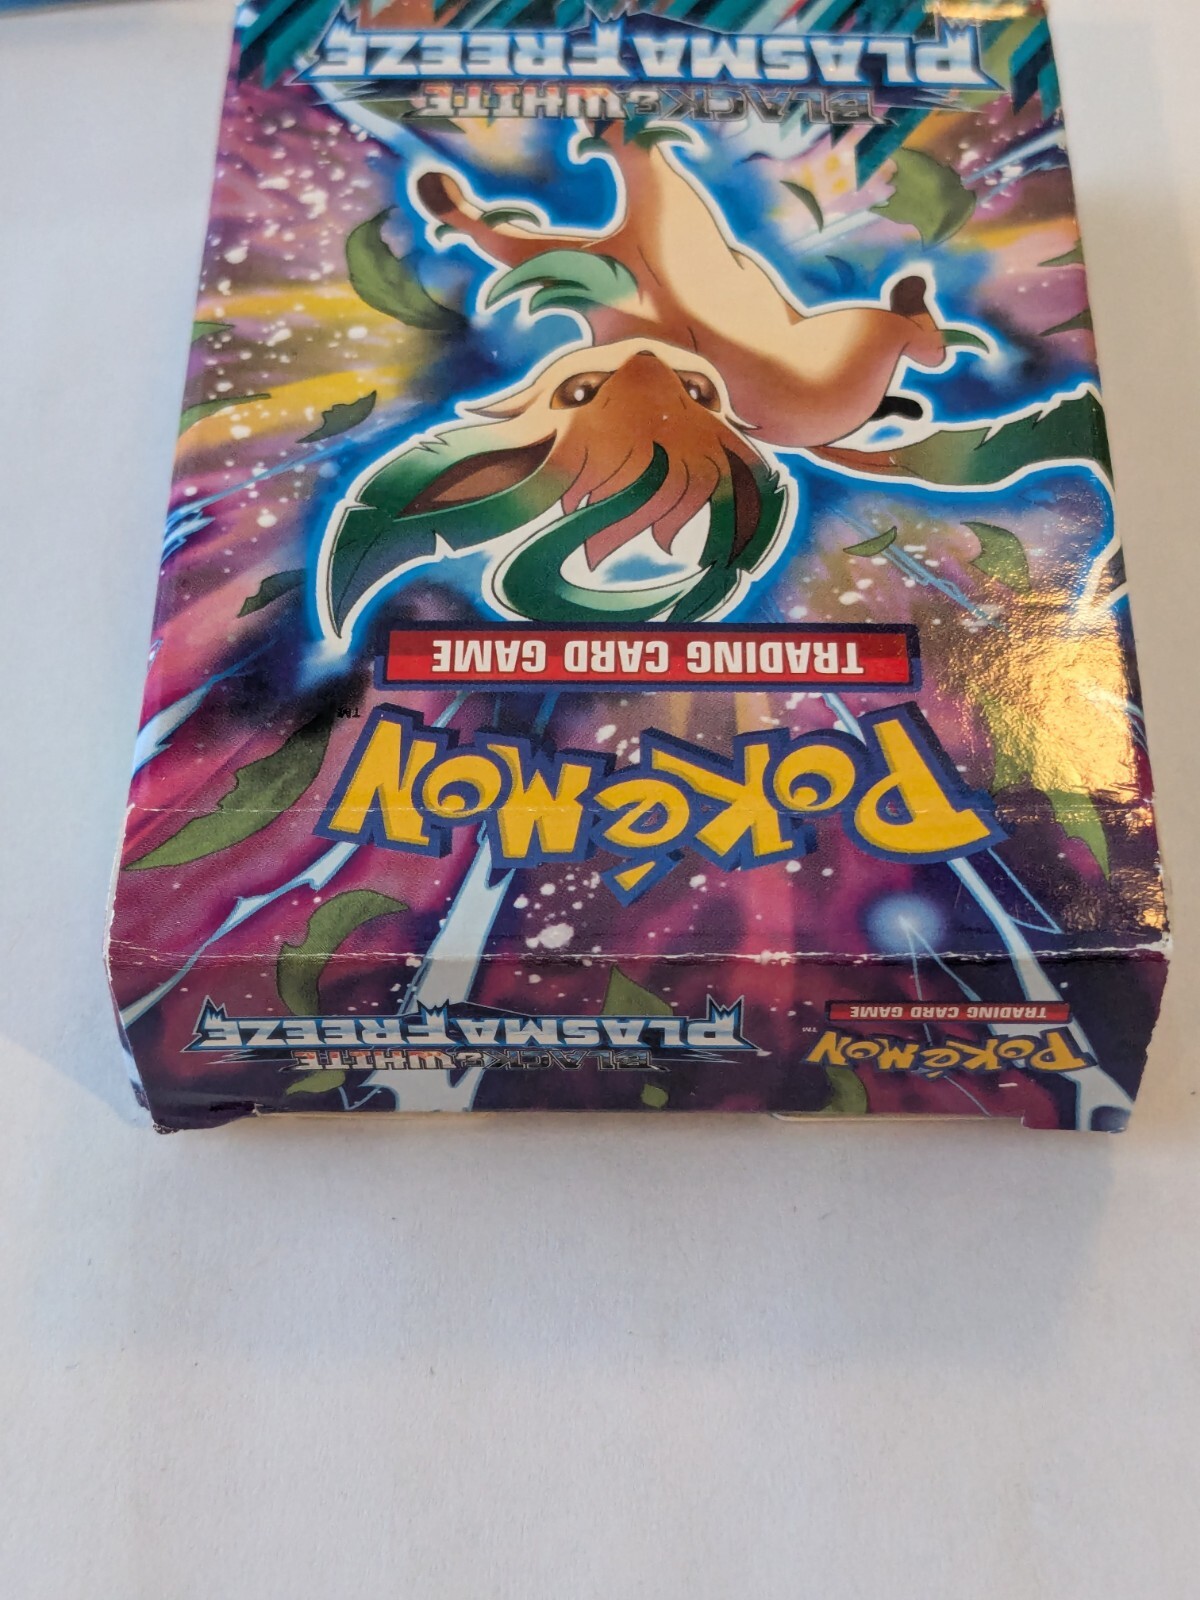 POKéMON
TM
TRADING CARD GAME
BLACK & WHITE
PLASMA FREEZE
POKéMON
TM
TRADING CARD GAME
BLACK & WHITE
PLASMA FREEZE